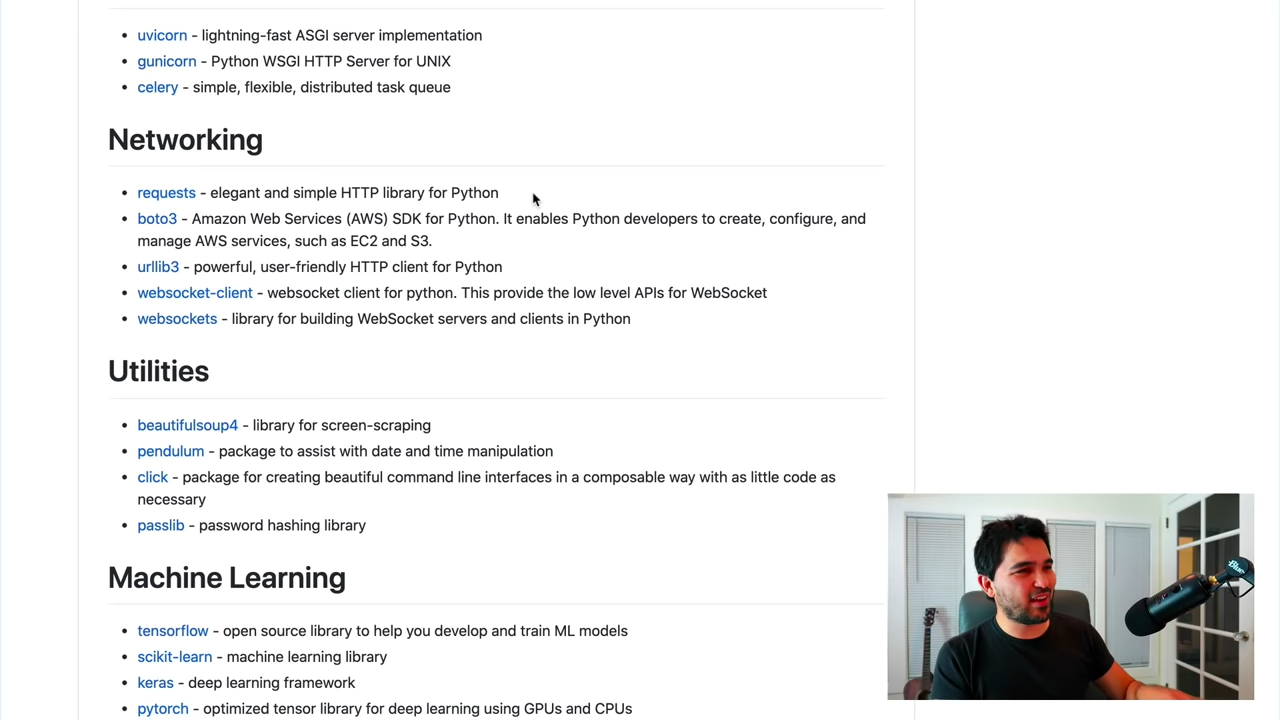 uvicorn - lightning-fast ASGI server implementation
gunicorn - Python WSGI HTTP Server for UNIX
celery - simple, flexible, distributed task queue
Networking
requests - elegant and simple HTTP library for Python
boto3 - Amazon Web Services (AWS) SDK for Python. It enables Python developers to create, configure, and
manage AWS services, such as EC2 and S3.
urllib3 - powerful, user-friendly HTTP client for Python
websocket-client - websocket client for python. This provide the low level APIs for WebSocket
websockets - library for building WebSocket servers and clients in Python
Utilities
beautifulsoup4 - library for screen-scraping
pendulum - package to assist with date and time manipulation
click - package for creating beautiful command line interfaces in a composable way with as little code as
necessary
passlib - password hashing library
Machine Learning
tensorflow - open source library to help you develop and train ML models
scikit-learn - machine learning library
keras - deep learning framework
pytorch - optimized tensor library for deep learning using GPUs and CPUs
Blue